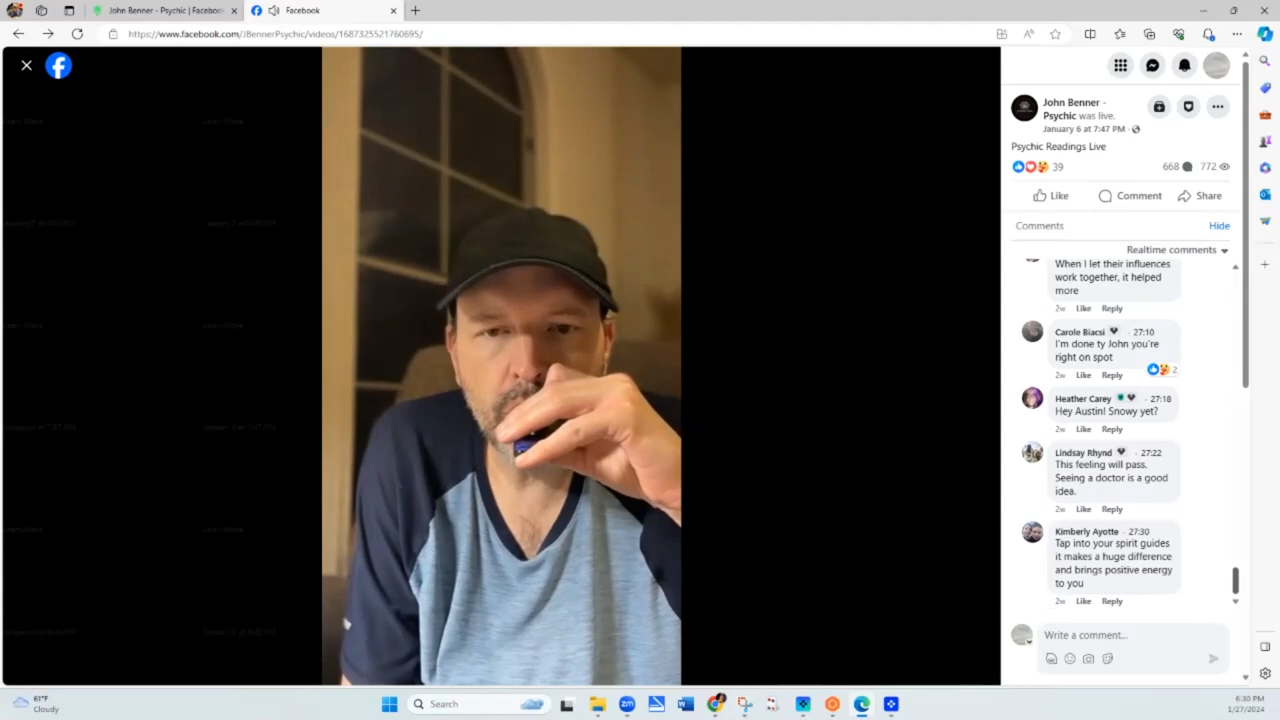 John Benner - Psychic | Facebook
Facebook
https://www.facebook.com/JBennerPsychic/videos/1687325521760695/
John Benner -
Psychic was live.
January 6 at 7:47 PM ·
Psychic Readings Live
39
668
772
Like
Comment
Share
Comments
Hide
Realtime comments
When I let their influences
work together, it helped
more
2w Like Reply
Carole Biacsi · 27:10
I'm done ty John you're
right on spot
2
2w Like Reply
Heather Carey · 27:18
Hey Austin! Snowy yet?
2w Like Reply
Lindsay Rhynd · 27:22
This feeling will pass.
Seeing a doctor is a good
idea.
2w Like Reply
Kimberly Ayotte · 27:30
Tap into your spirit guides
it makes a huge difference
and brings positive energy
to you
2w Like Reply
Write a comment...
61°F
Cloudy
Search
6:30 PM
1/27/2024